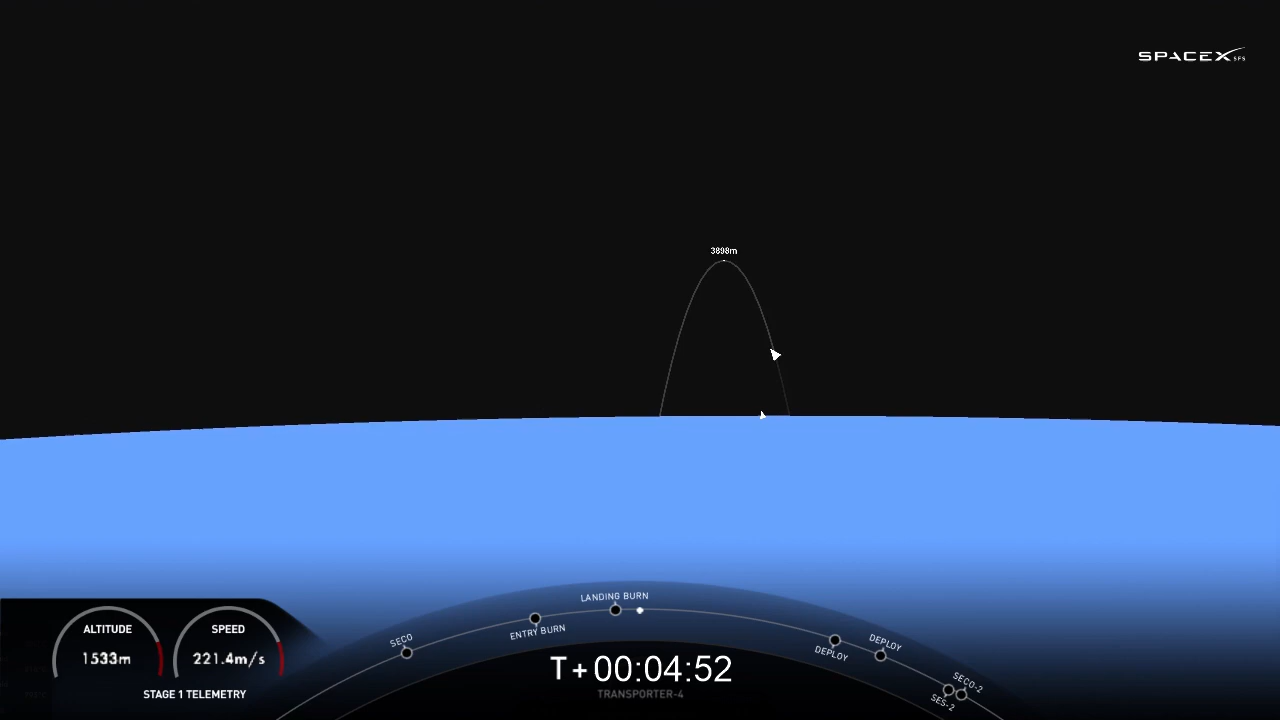 SPACEX SFS
3898m
LANDING BURN
SECO
ENTRY BURN
DEPLOY
DEPLOY
SECO-2
SES-2
ALTITUDE
1533m
SPEED
221.4m/s
STAGE 1 TELEMETRY
T+00:04:52
TRANSPORTER-4